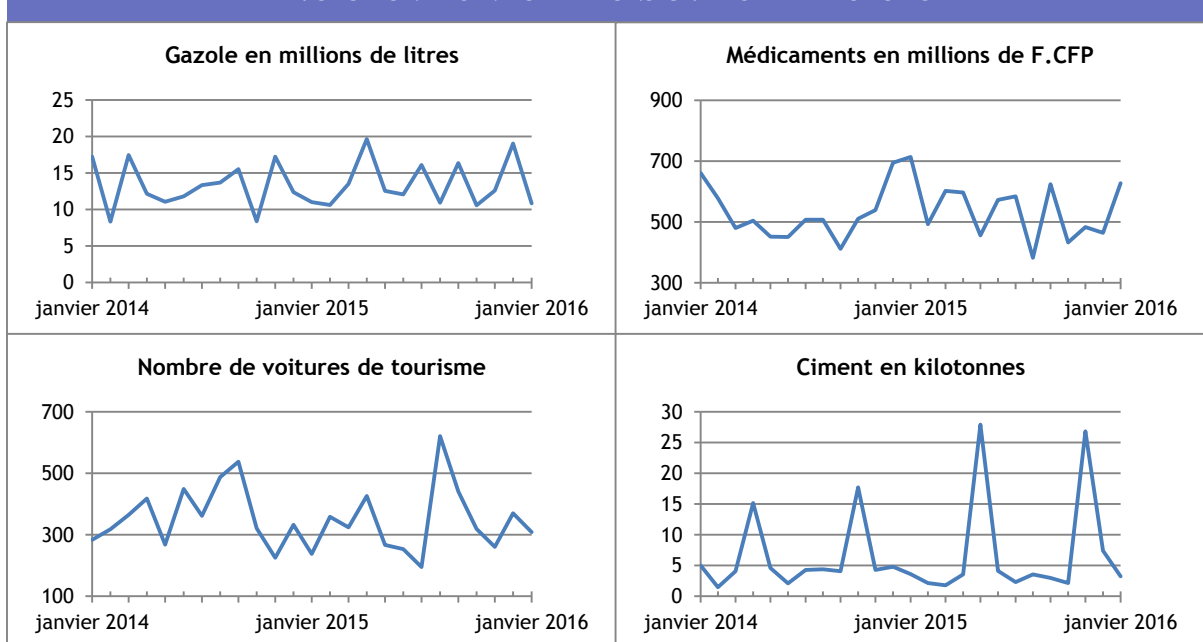 Gazole en millions de litres
25
20
15
10
5
0
janvier 2014 janvier 2015 janvier 2016
Médicaments en millions de F.CFP
900
700
500
300
janvier 2014 janvier 2015 janvier 2016
Nombre de voitures de tourisme
700
500
300
100
janvier 2014 janvier 2015 janvier 2016
Ciment en kilotonnes
30
25
20
15
10
5
0
janvier 2014 janvier 2015 janvier 2016